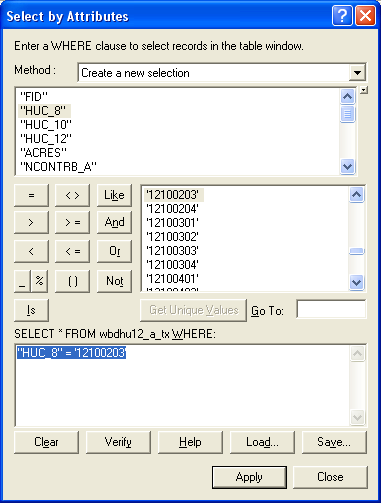 Select by Attributes
Enter a WHERE clause to select records in the table window.
Method : Create a new selection
"FID"
"HUC_8"
"HUC_10"
"HUC_12"
"ACRES"
"NCONTRB_A"
= < > Like
> > = And
< < = Or
_ % ( ) Not
Is
'12100203'
'12100204'
'12100301'
'12100302'
'12100303'
'12100304'
'12100401'
Get Unique Values Go To:
SELECT * FROM wbdhu12_a_tx WHERE:
"HUC_8" = '12100203'
Clear Verify Help Load... Save...
Apply Close